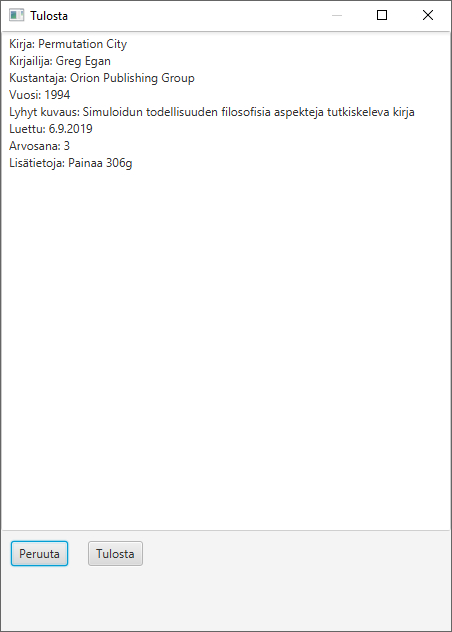 Tulosta
Kirja: Permutation City
Kirjailija: Greg Egan
Kustantaja: Orion Publishing Group
Vuosi: 1994
Lyhyt kuvaus: Simuloidun todellisuuden filosofisia aspekteja tutkiskeleva kirja
Luettu: 6.9.2019
Arvosana: 3
Lisätietoja: Painaa 306g
Peruuta
Tulosta